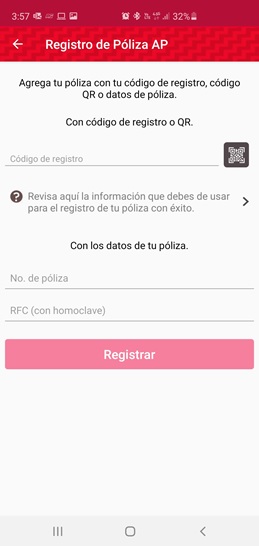 3:57 32%
Registro de Póliza AP
Agrega tu póliza con tu código de registro, código
QR o datos de póliza.
Con código de registro o QR.
Código de registro
? Revisa aquí la información que debes de usar
para el registro de tu póliza con éxito.
Con los datos de tu póliza.
No. de póliza
RFC (con homoclave)
Registrar